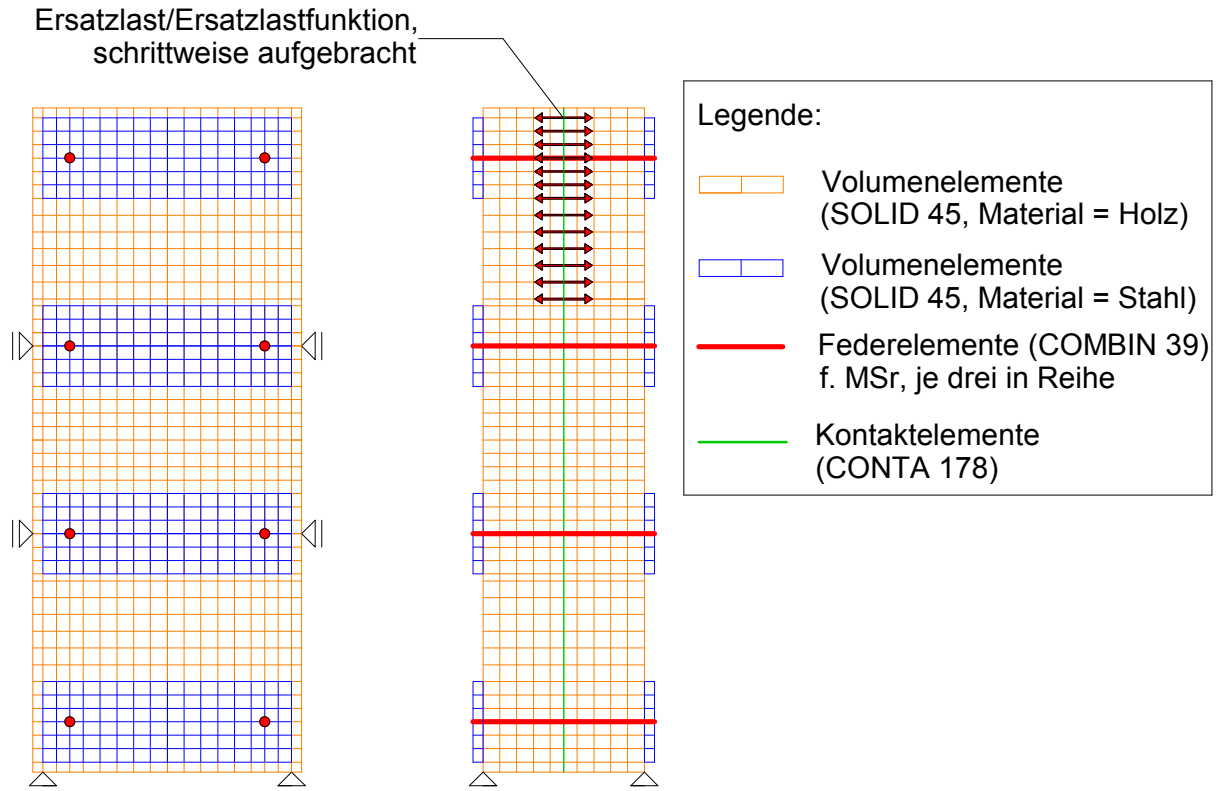 Ersatzlast/Ersatzlastfunktion,
schrittweise aufgebracht
Legende:
Volumenelemente
(SOLID 45, Material = Holz)
Volumenelemente
(SOLID 45, Material = Stahl)
Federelemente (COMBIN 39)
f. MSr, je drei in Reihe
Kontaktelemente
(CONTA 178)